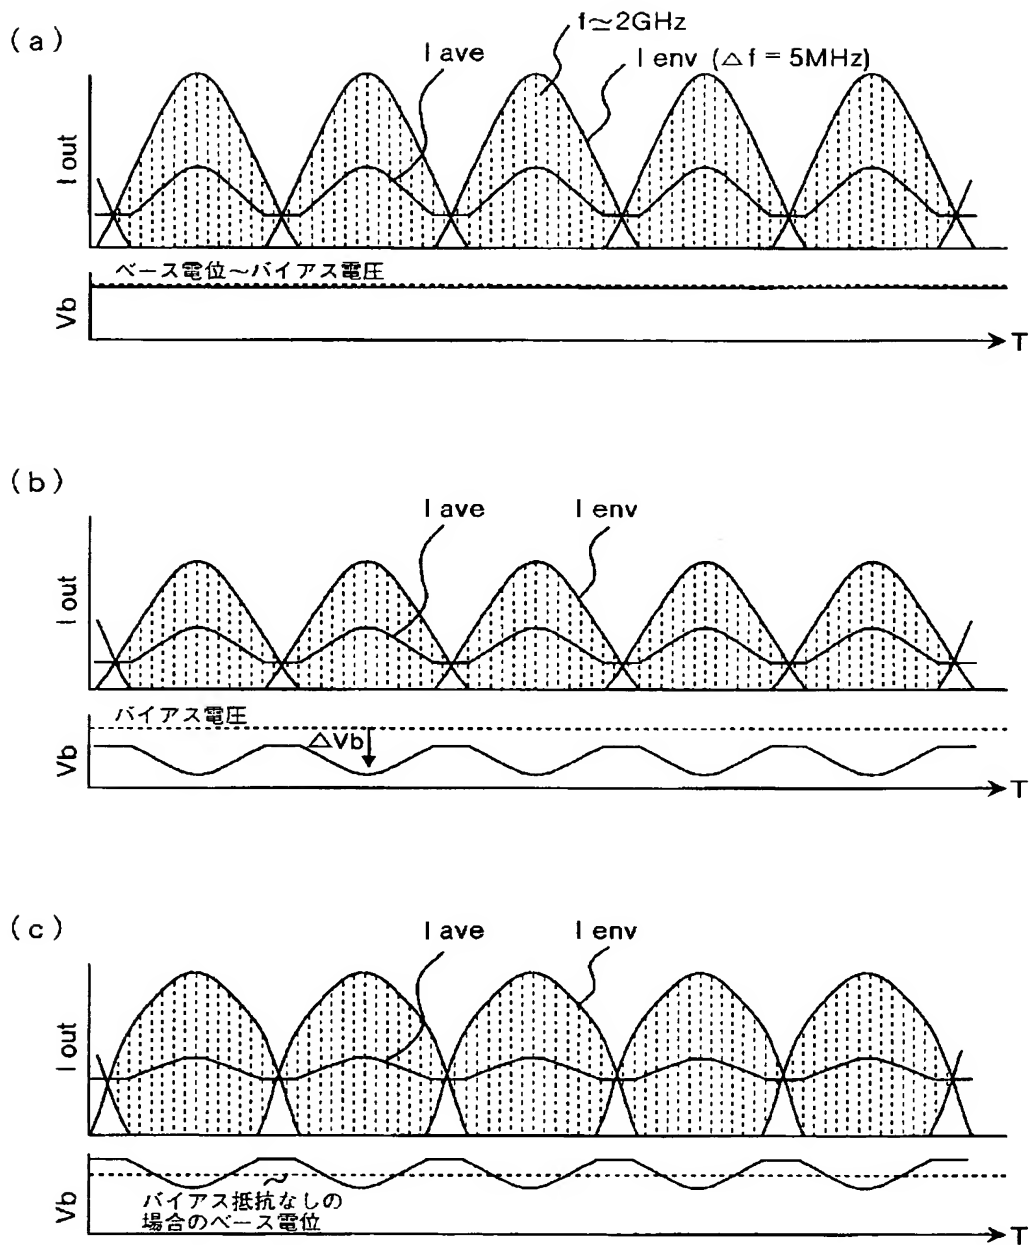 (a)
f≃2GHz
I ave
I env (△f = 5MHz)
I out
ベース電位～バイアス電圧
Vb
T
(b)
I ave
I env
I out
バイアス電圧
△Vb
Vb
T
(c)
I ave
I env
I out
Vb
バイアス抵抗なしの
場合のベース電位
T